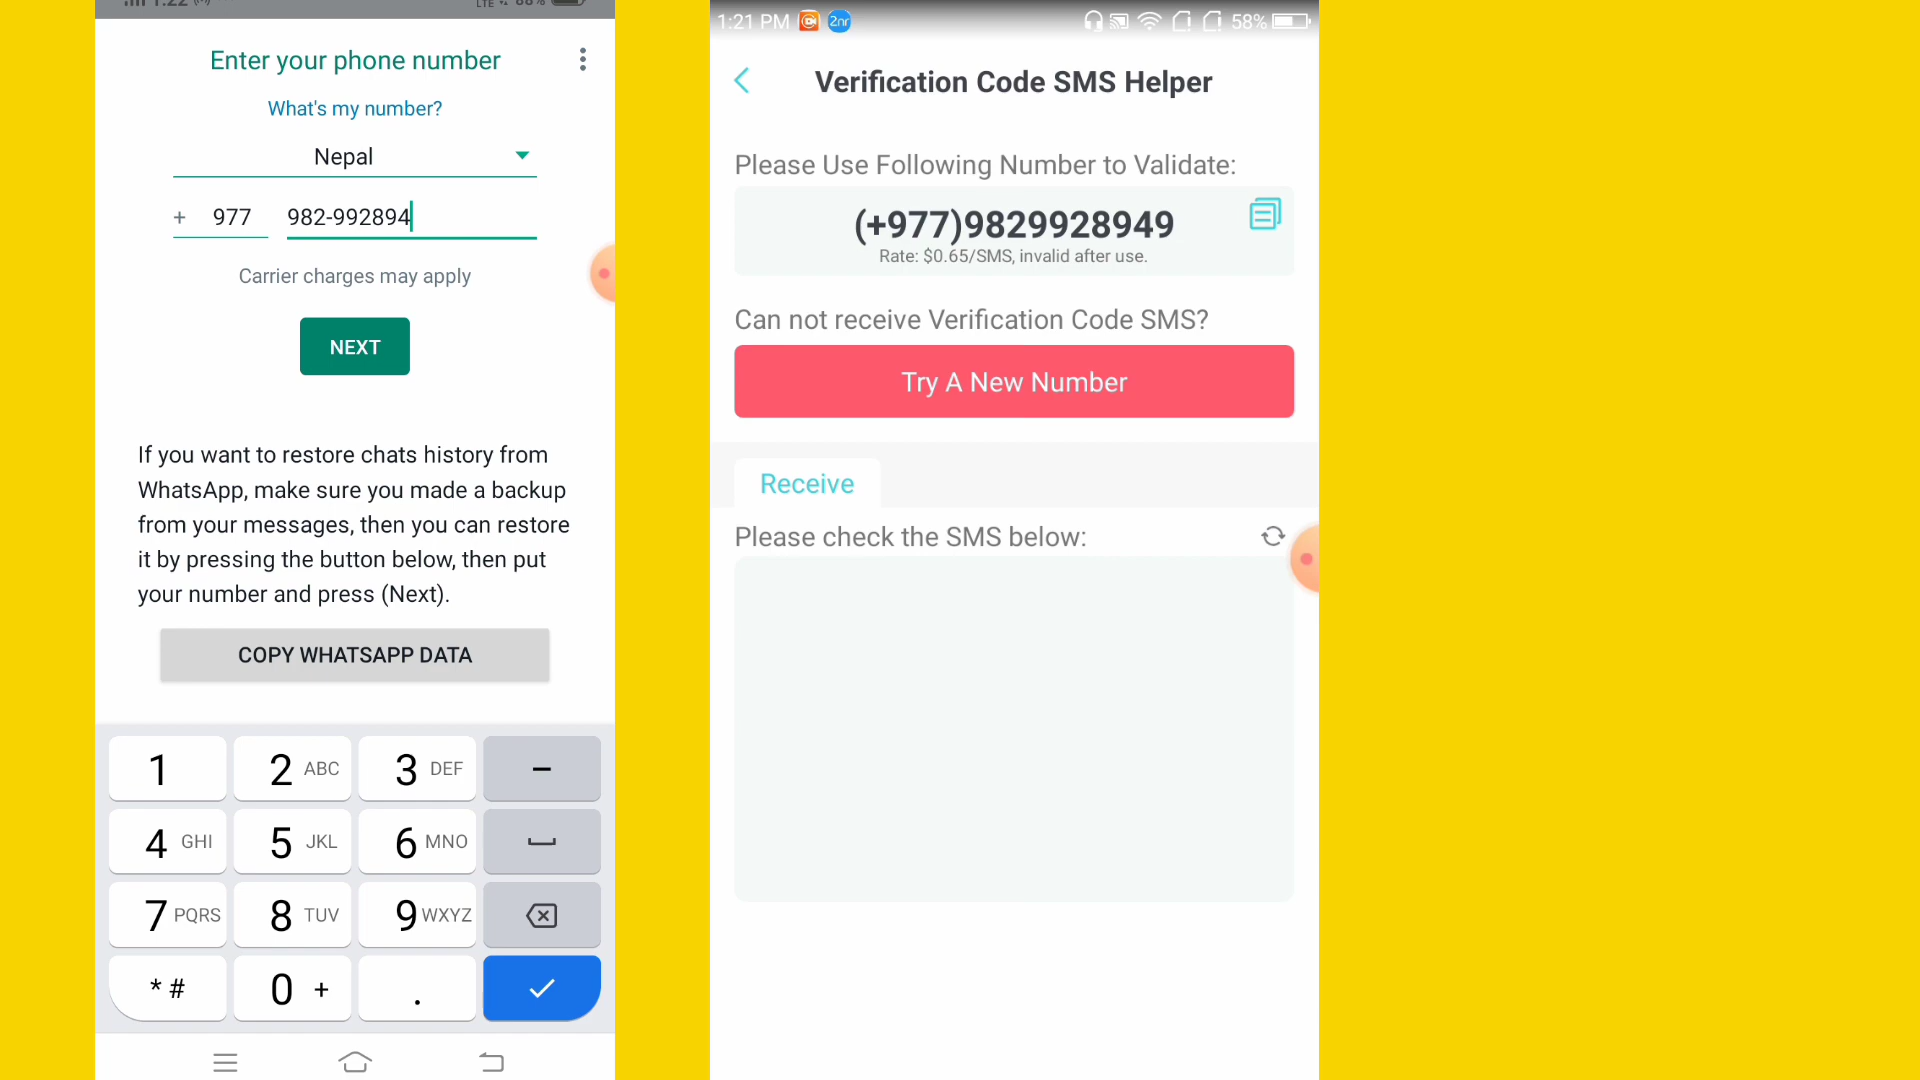 1:22
LTE 88%
Enter your phone number
What's my number?
Nepal
+ 977 982-992894
Carrier charges may apply
NEXT
If you want to restore chats history from
WhatsApp, make sure you made a backup
from your messages, then you can restore
it by pressing the button below, then put
your number and press (Next).
COPY WHATSAPP DATA
1 2 ABC 3 DEF –
4 GHI 5 JKL 6 MNO
7 PQRS 8 TUV 9 WXYZ
* # 0 + .
1:21 PM 2nr 58%
Verification Code SMS Helper
Please Use Following Number to Validate:
(+977)9829928949
Rate: $0.65/SMS, invalid after use.
Can not receive Verification Code SMS?
Try A New Number
Receive
Please check the SMS below: